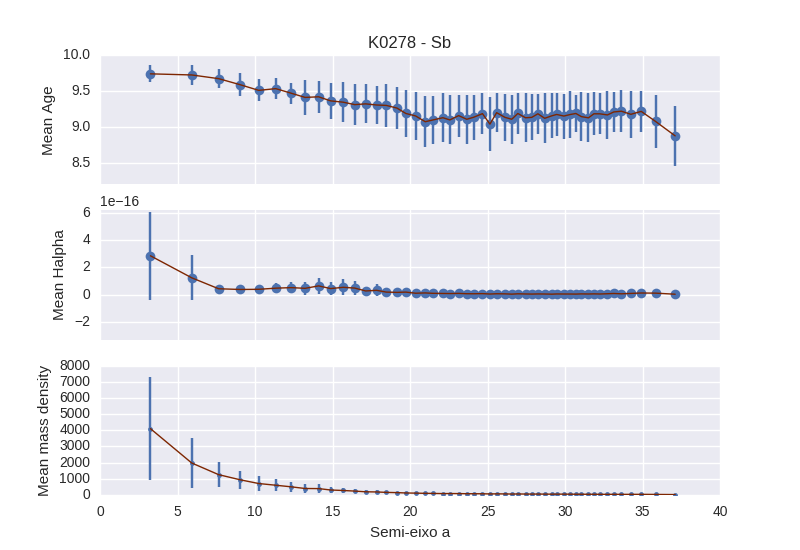 K0278 - Sb
10.0
9.5
9.0
8.5
Mean Age
1e−16
6
4
2
0
−2
Mean Halpha
8000
7000
6000
5000
4000
3000
2000
1000
0
Mean mass density
0 5 10 15 20 25 30 35 40
Semi-eixo a